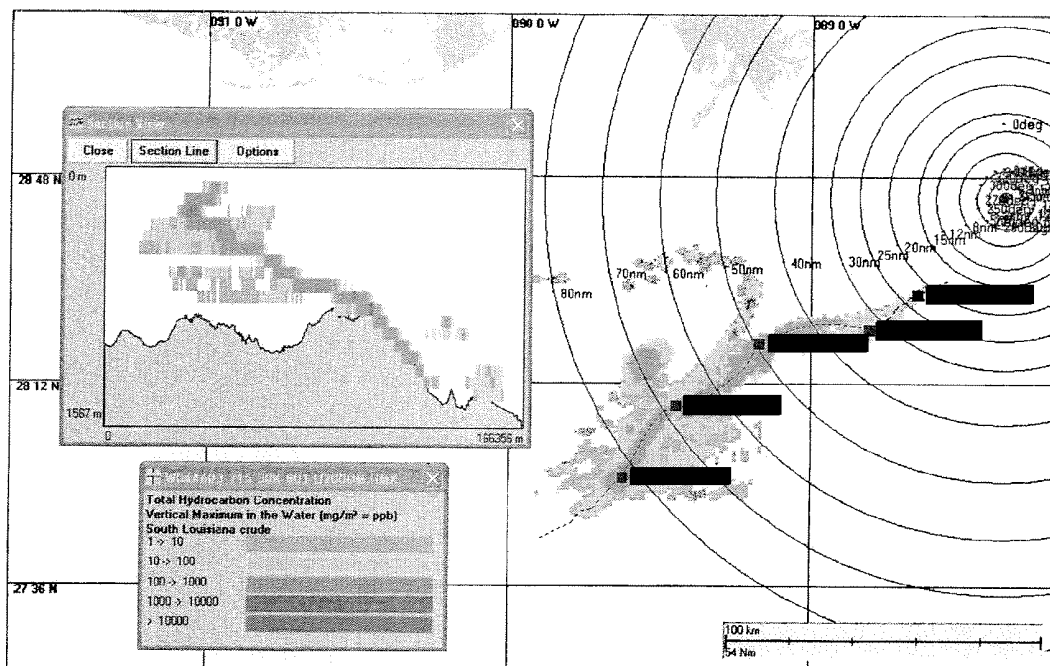 091 0 W
090 0 W
089 0 W
0deg
Close
Section Line
Options
0 m
28 48 N
8nm
12nm
15nm
20nm
25nm
30nm
40nm
50nm
60nm
70nm
80nm
28 12 N
1567 m
0
166356 m
Total Hydrocarbon Concentration
Vertical Maximum in the Water (mg/m³ = ppb)
South Louisiana crude
1 -> 10
10 -> 100
100 -> 1000
1000 -> 10000
> 10000
27 36 N
100 km
54 Nm